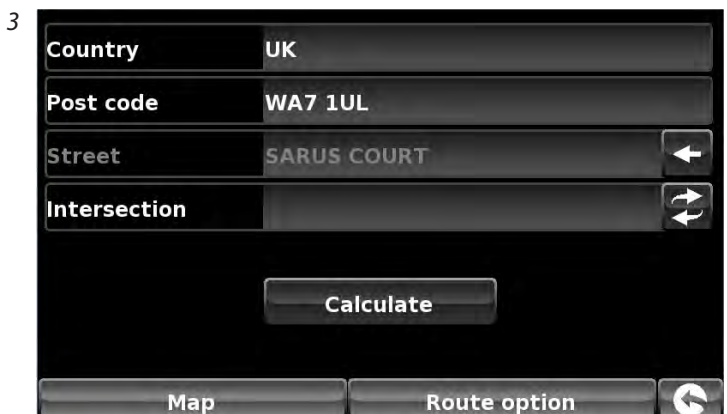 3
Country UK
Post code WA7 1UL
Street SARUS COURT
Intersection
Calculate
Map Route option